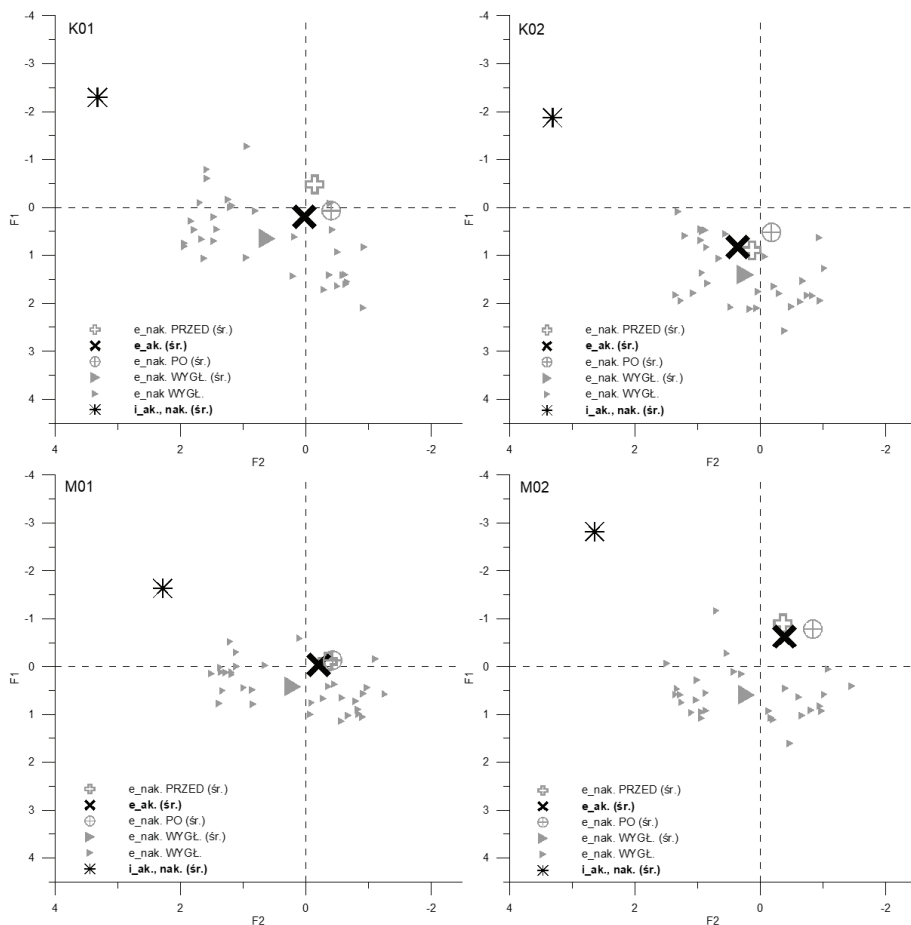 K01
-4
-3
-2
-1
0
1
2
3
4
F1
e_nak. PRZED (śr.)
e_ak. (śr.)
e_nak. PO (śr.)
e_nak. WYGŁ. (śr.)
e_nak WYGŁ.
i_ak., nak. (śr.)
4 2 0 -2
F2
K02
-4
-3
-2
-1
0
1
2
3
4
F1
e_nak. PRZED (śr.)
e_ak. (śr.)
e_nak. PO (śr.)
e_nak. WYGŁ. (śr.)
e_nak WYGŁ.
i_ak., nak. (śr.)
4 2 0 -2
F2
M01
-4
-3
-2
-1
0
1
2
3
4
F1
e_nak. PRZED (śr.)
e_ak. (śr.)
e_nak. PO (śr.)
e_nak. WYGŁ. (śr.)
e_nak WYGŁ.
i_ak., nak. (śr.)
4 2 0 -2
F2
M02
-4
-3
-2
-1
0
1
2
3
4
F1
e_nak. PRZED (śr.)
e_ak. (śr.)
e_nak. PO (śr.)
e_nak. WYGŁ. (śr.)
e_nak WYGŁ.
i_ak., nak. (śr.)
4 2 0 -2
F2